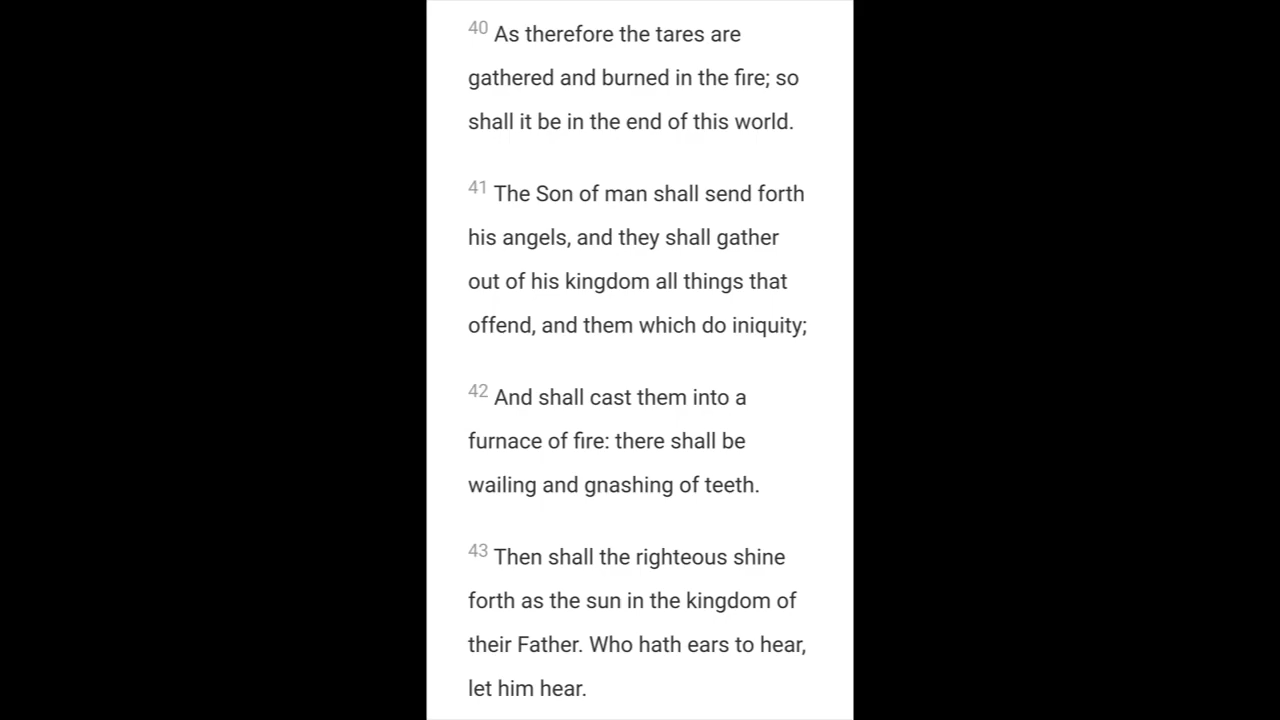 40 As therefore the tares are
gathered and burned in the fire; so
shall it be in the end of this world.
41 The Son of man shall send forth
his angels, and they shall gather
out of his kingdom all things that
offend, and them which do iniquity;
42 And shall cast them into a
furnace of fire: there shall be
wailing and gnashing of teeth.
43 Then shall the righteous shine
forth as the sun in the kingdom of
their Father. Who hath ears to hear,
let him hear.